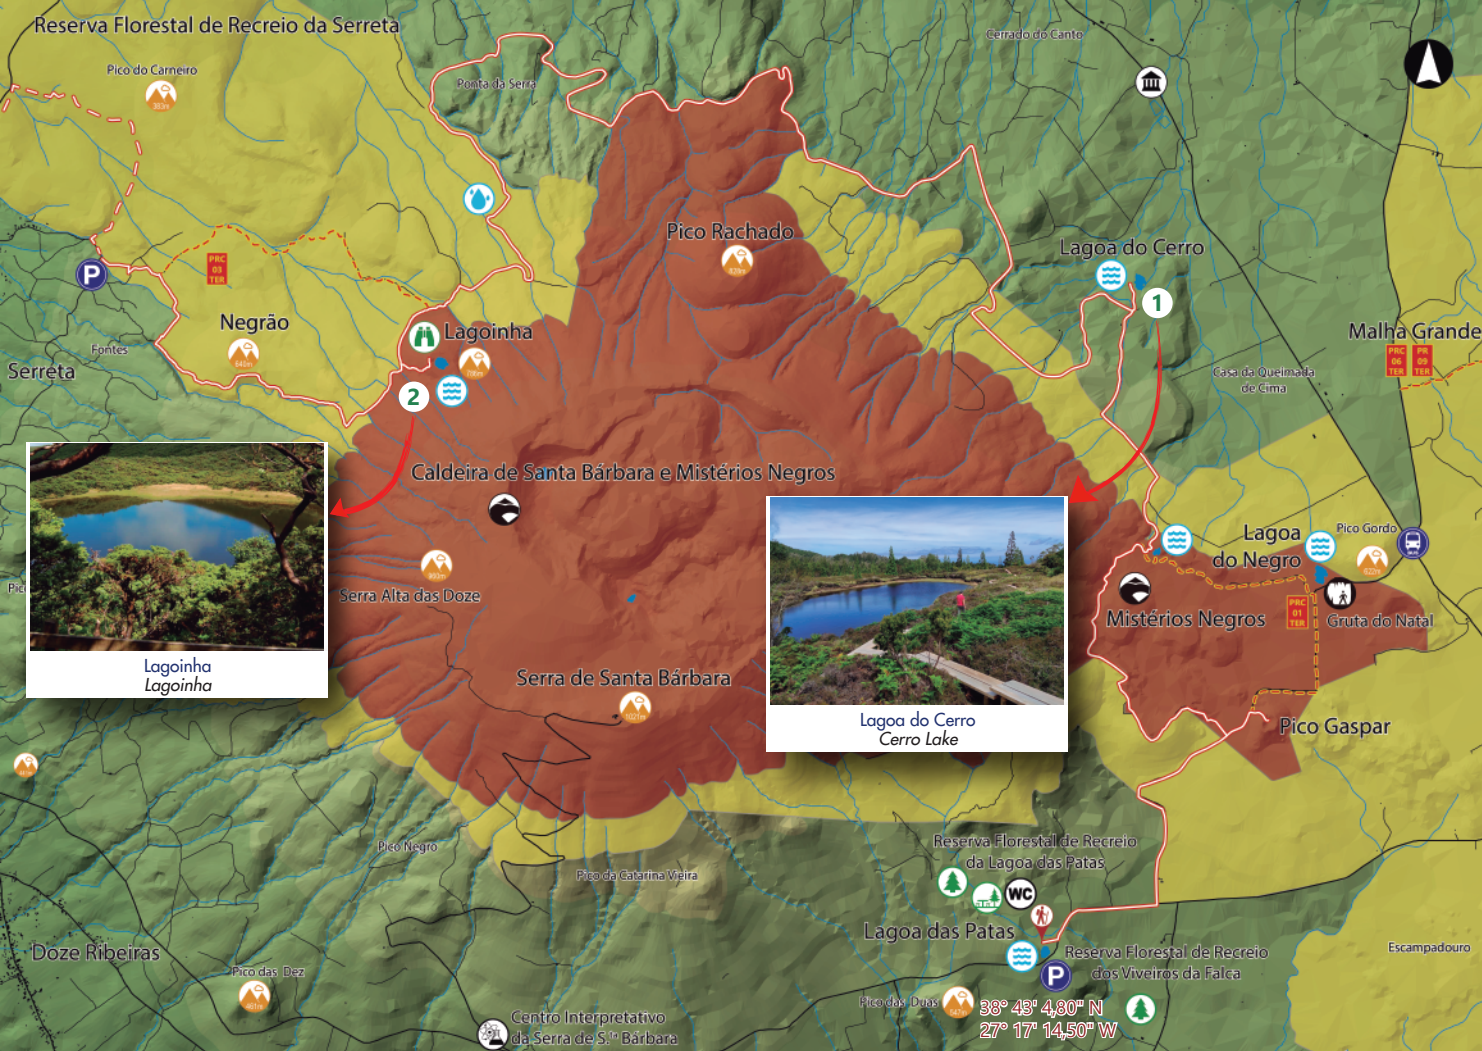 Reserva Florestal de Recreio da Serreta
Pico do Carneiro
393m
Ponta da Serra
Cerrado do Canto
P
PRC
03
TER
Negrão
640m
Fontes
Serreta
Lagoinha
786m
2
Pico Rachado
Lagoa do Cerro
1
Malha Grande
PRC
06
TER
PR
09
TER
Casa da Queimada
de Cima
Caldeira de Santa Bárbara e Mistérios Negros
Serra Alta das Doze
Serra de Santa Bárbara
1021m
Lagoinha
Lagoinha
Lagoa do Cerro
Cerro Lake
Lagoa
do Negro
Pico Gordo
622m
Mistérios Negros
PRC
01
TER
Gruta do Natal
Pico Gaspar
Pico Negro
Pico da Catarina Vieira
Reserva Florestal de Recreio
da Lagoa das Patas
WC
Lagoa das Patas
Reserva Florestal de Recreio
dos Viveiros da Falca
P
Escampadouro
Doze Ribeiras
Pico das Dez
Pico das Duas
647m
38° 43' 4,80" N
27° 17' 14,50" W
Centro Interpretativo
da Serra de S.ta Bárbara